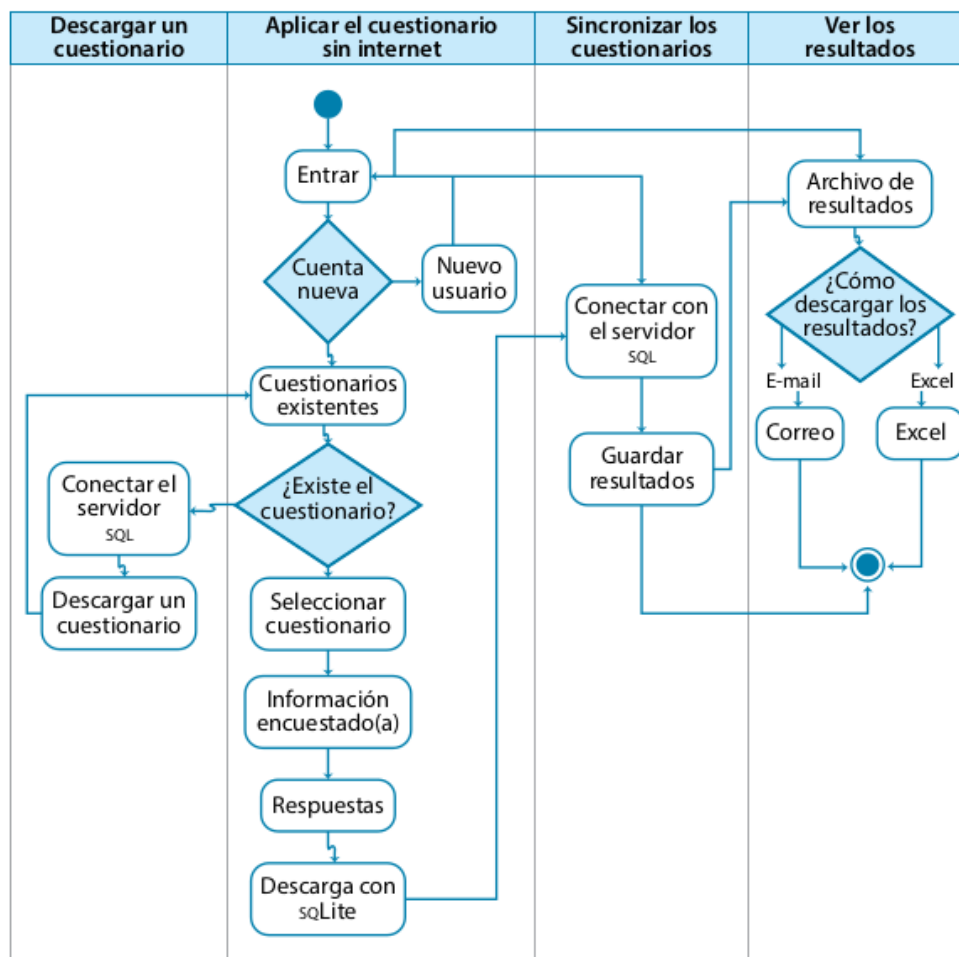 Descargar un
cuestionario
Aplicar el cuestionario
sin internet
Sincronizar los
cuestionarios
Ver los
resultados
Entrar
Cuenta
nueva
Nuevo
usuario
Cuestionarios
existentes
¿Existe el
cuestionario?
Conectar el
servidor
SQL
Descargar un
cuestionario
Seleccionar
cuestionario
Información
encuestado(a)
Respuestas
Descarga con
SQLite
Conectar con
el servidor
SQL
Guardar
resultados
Archivo de
resultados
¿Cómo
descargar los
resultados?
E-mail
Excel
Correo
Excel